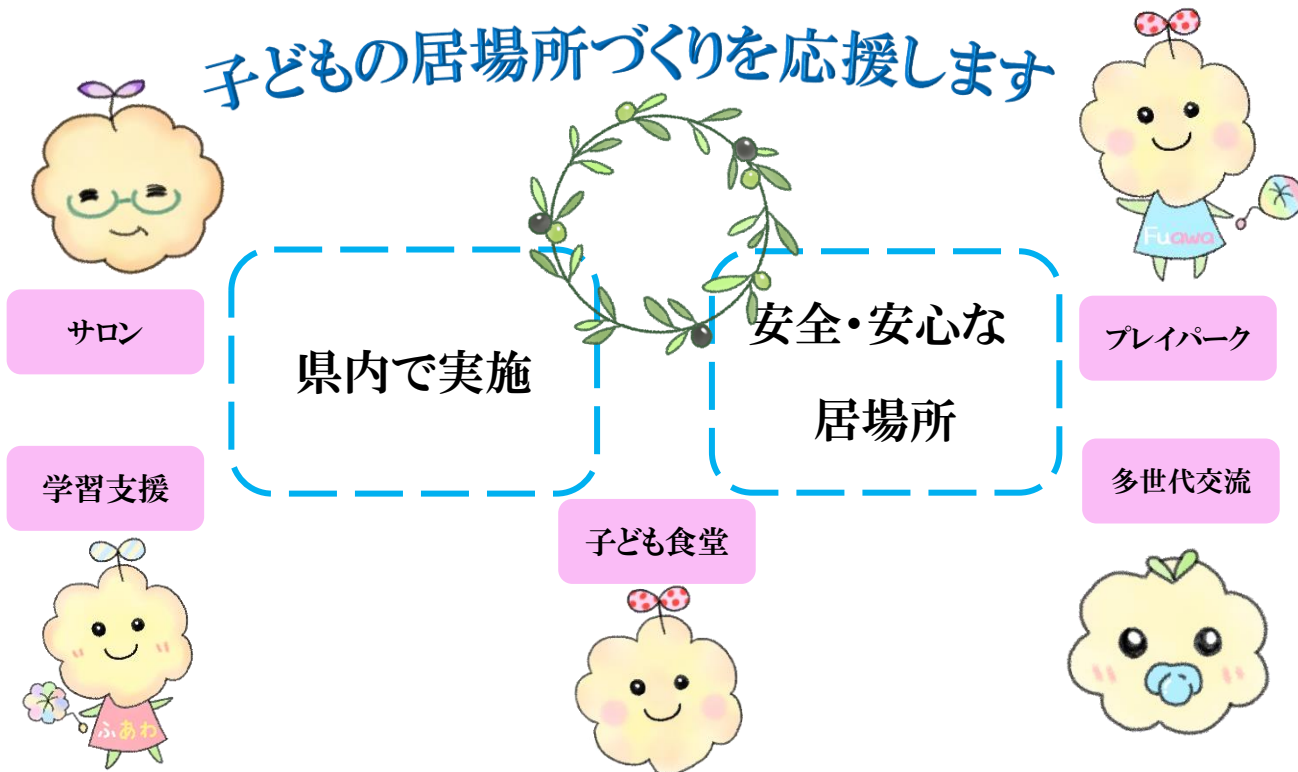 子どもの居場所づくりを応援します
Fuawa
サロン
県内で実施
安全・安心な
居場所
プレイパーク
学習支援
多世代交流
子ども食堂
ふあわ